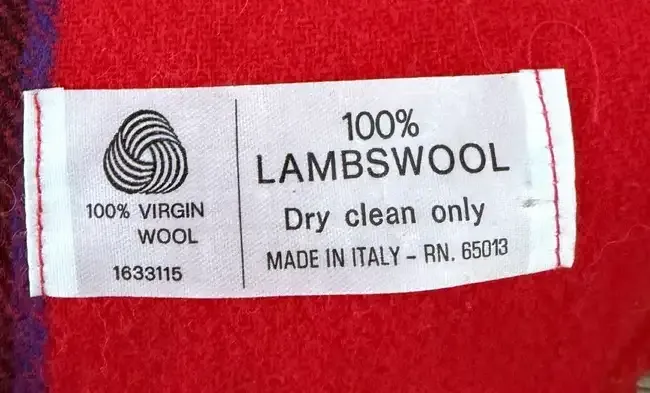 100% VIRGIN
WOOL
1633115
100%
LAMBSWOOL
Dry clean only
MADE IN ITALY - RN. 65013